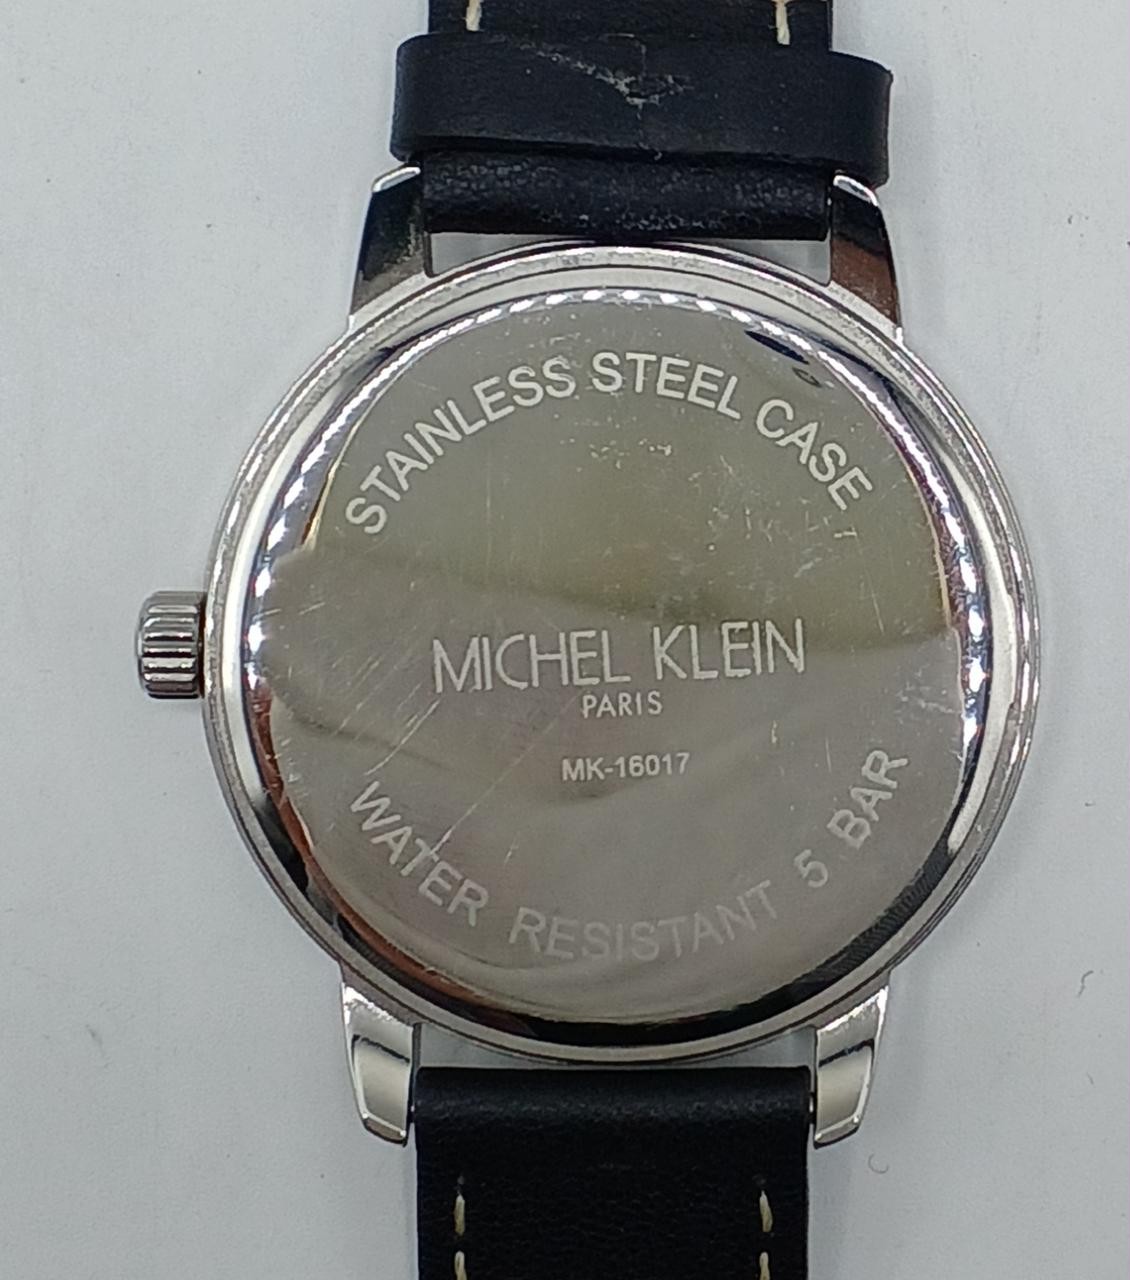 STAINLESS STEEL CASE
MICHEL KLEIN
PARIS
MK-16017
WATER RESISTANT 5 BAR